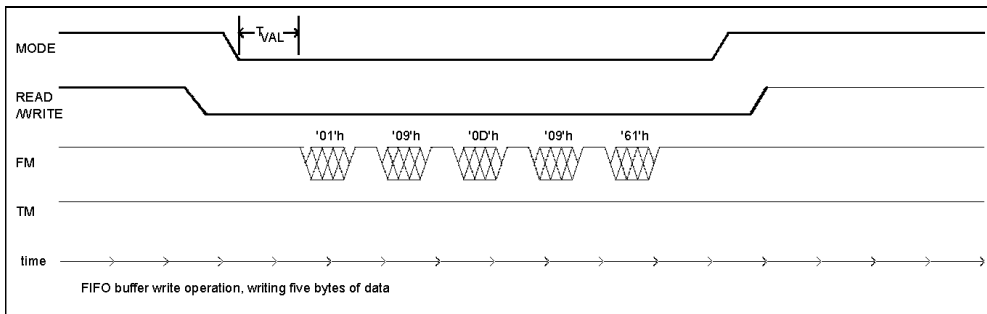 T VAL
MODE
READ
/WRITE
'01'h '09'h '0D'h '09'h '61'h
FM
TM
time
FIFO buffer write operation, writing five bytes of data